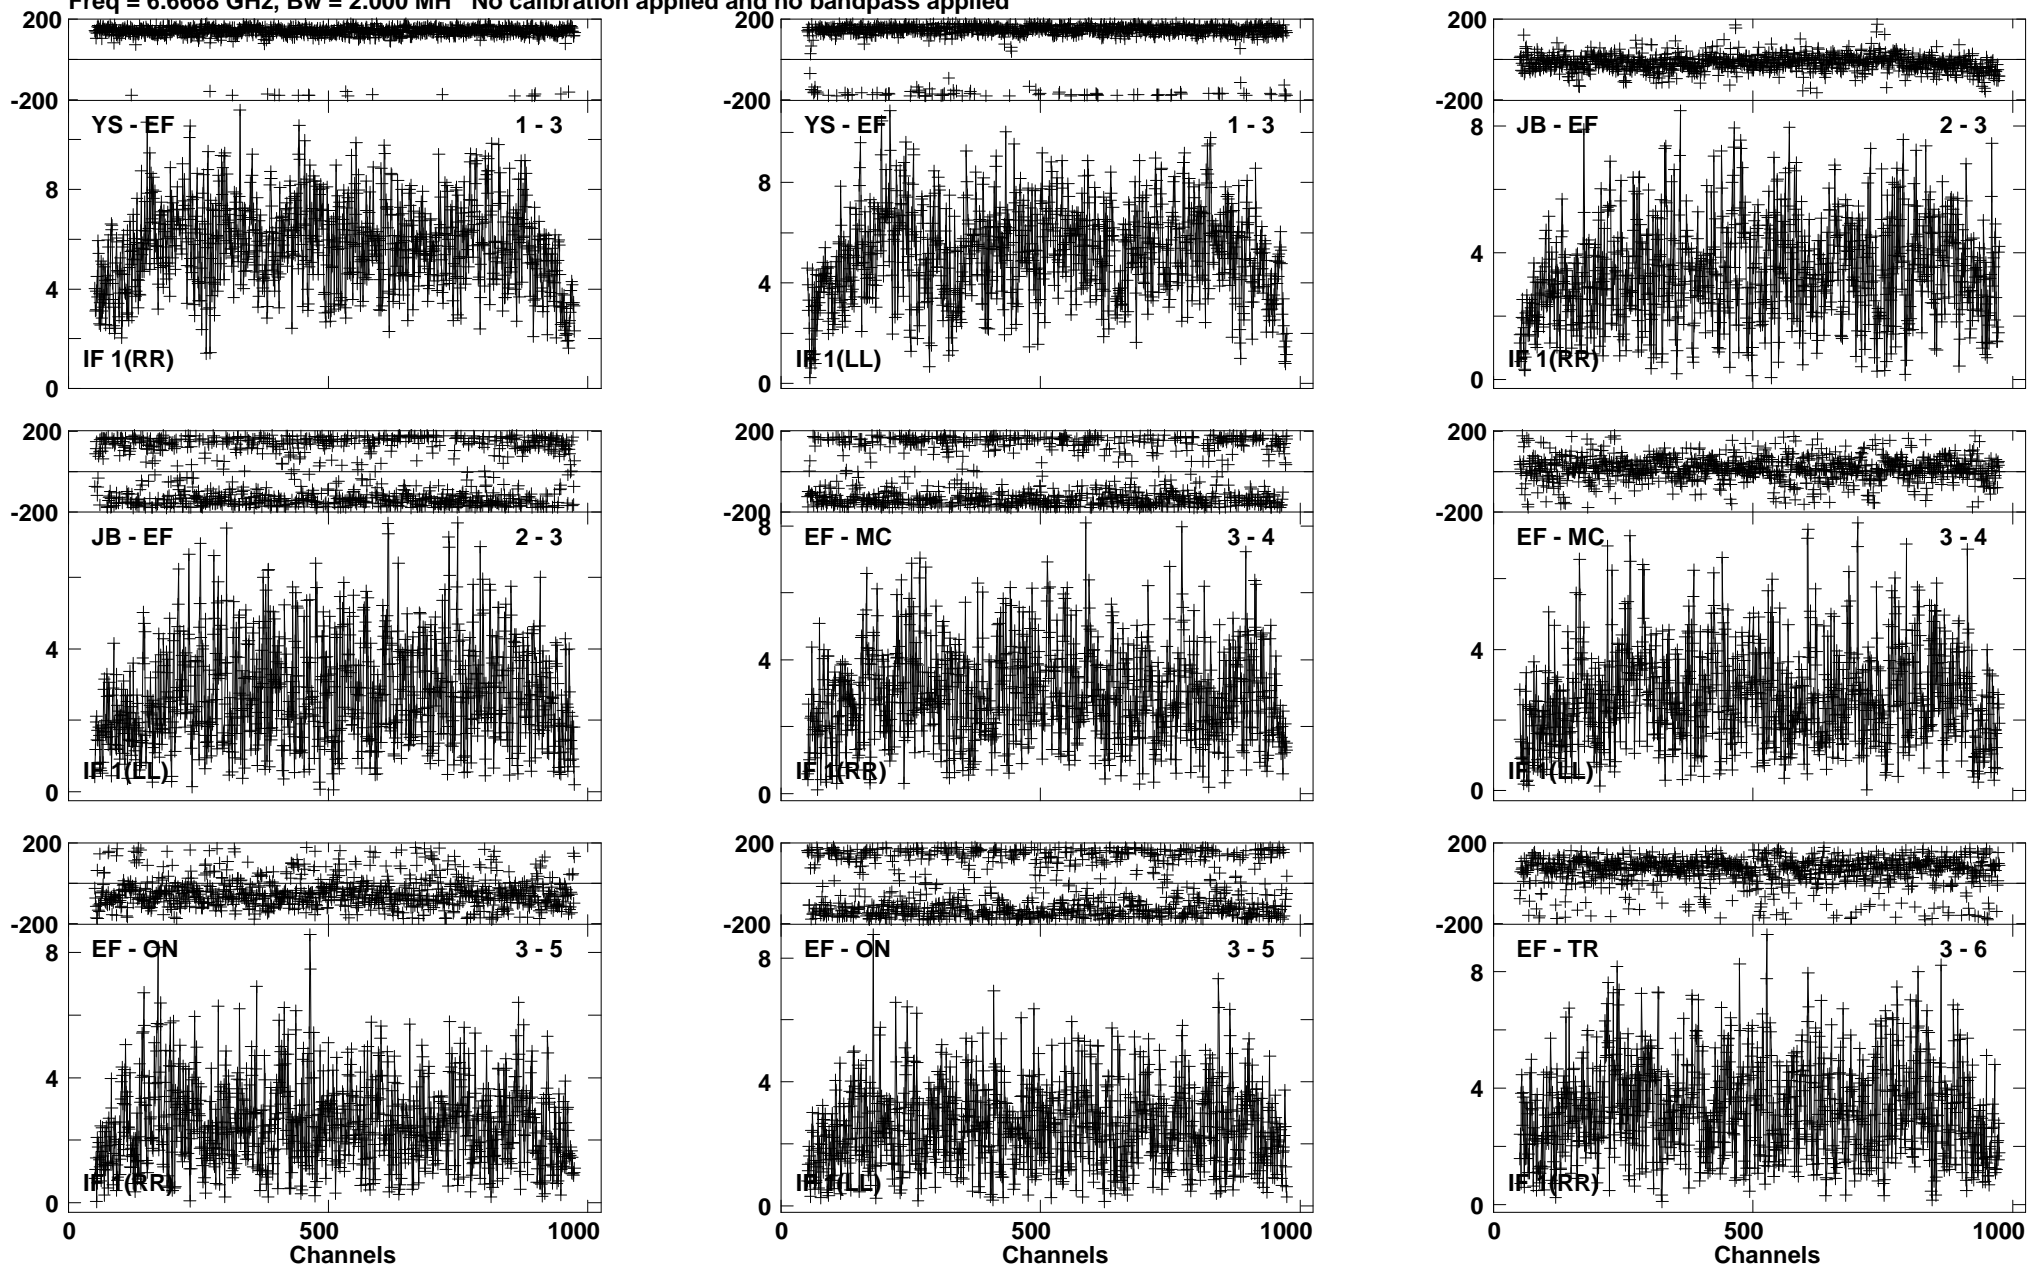 Freq = 6.6668 GHz, Bw = 2.000 MH No calibration applied and no bandpass applied
200
-200
YS - EF 1 - 3
8
4
IF 1(RR)
0
200
-200
YS - EF 1 - 3
8
4
IF 1(LL)
0
200
-200
JB - EF 2 - 3
8
4
IF 1(RR)
0
200
-200
JB - EF 2 - 3
4
IF 1(LL)
0
200
-200
8
EF - MC 3 - 4
4
IF 1(RR)
0
200
-200
EF - MC 3 - 4
4
IF 1(LL)
0
200
-200
EF - ON 3 - 5
8
4
IF 1(RR)
0
0 500 1000
Channels
200
-200
EF - ON 3 - 5
8
4
IF 1(LL)
0
0 500 1000
Channels
200
-200
EF - TR 3 - 6
8
4
IF 1(RR)
0
0 500 1000
Channels